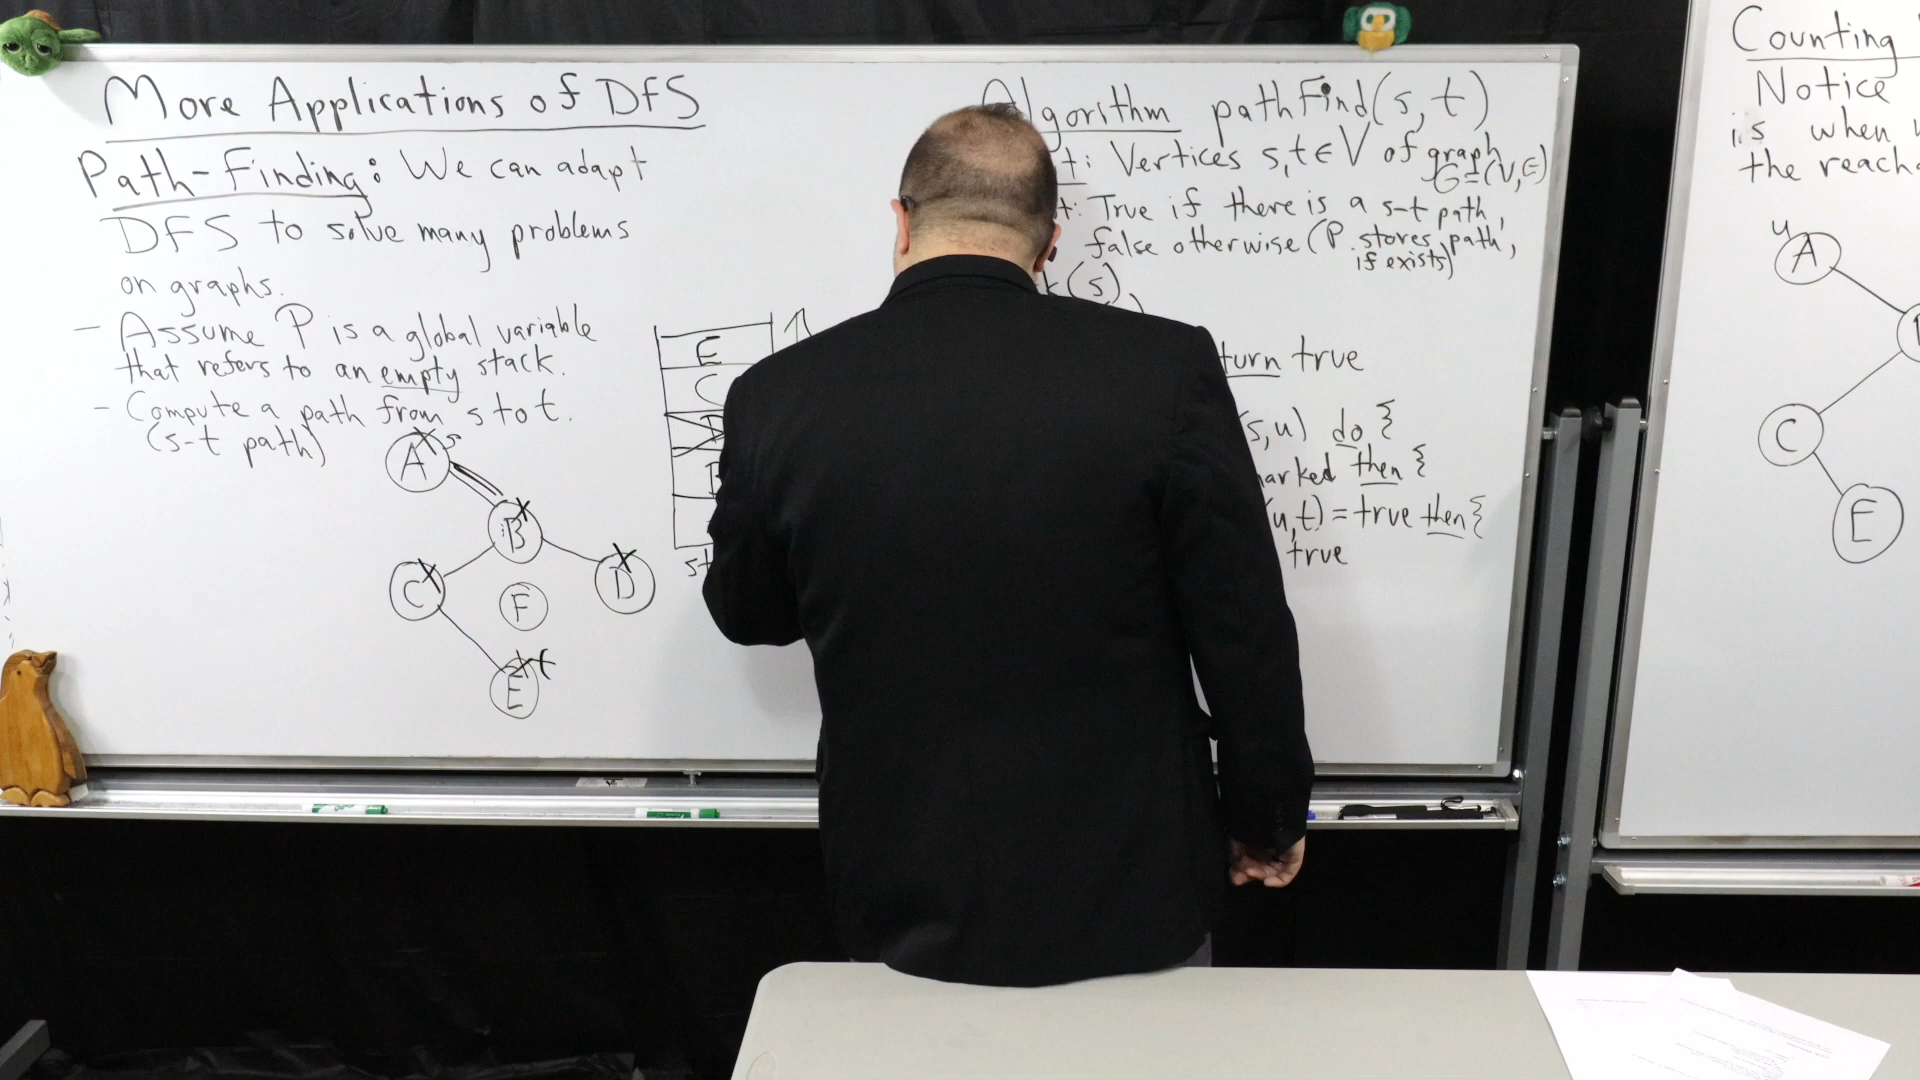 More Applications of DFS
Path-Finding: We can adapt
DFS to solve many problems
on graphs.
- Assume P is a global variable
that refers to an empty stack.
- Compute a path from s to t.
(s-t path)
A s
B
C
D
F
E t
E
C
st
Algorithm pathFind(s,t)
t: Vertices s,t∈V of graph
G=(V,E)
t: True if there is a s-t path,
false otherwise (P stores path,
if exists)
k(s)
)
turn true
(s,u) do {
arked then {
(u,t) = true then {
true
Counting
Notice
is when
the reach
u
A
C
E